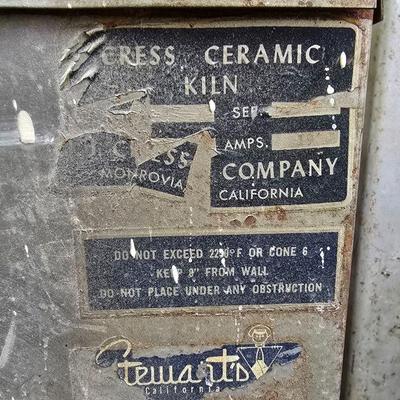 CRESS CERAMIC
KILN
SER.
AMPS.
CRESS COMPANY
MONROVIA CALIFORNIA
DO NOT EXCEED 2250°F OR CONE 6
KEEP 8" FROM WALL
DO NOT PLACE UNDER ANY OBSTRUCTION
Stewart's
California